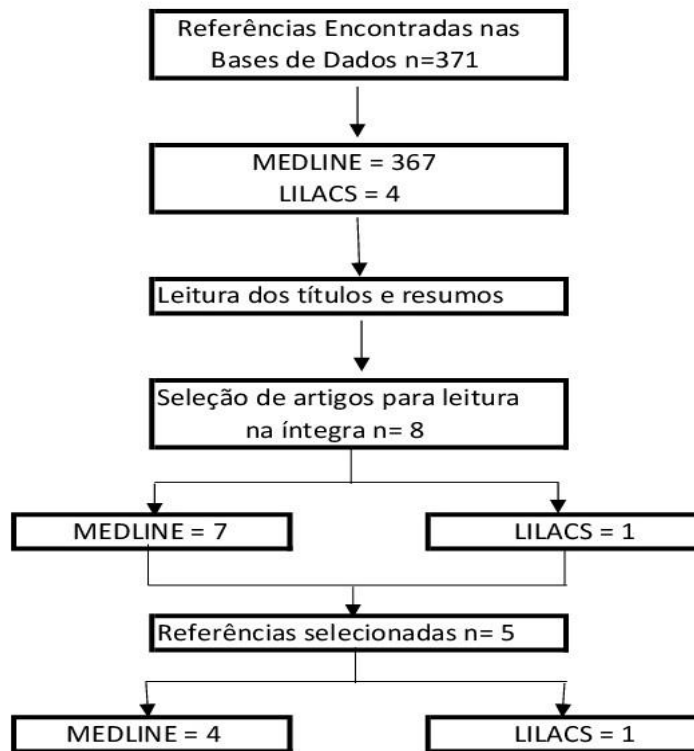 Referências Encontradas nas
Bases de Dados n=371
MEDLINE = 367
LILACS = 4
Leitura dos títulos e resumos
Seleção de artigos para leitura
na íntegra n= 8
MEDLINE = 7
LILACS = 1
Referências selecionadas n= 5
MEDLINE = 4
LILACS = 1